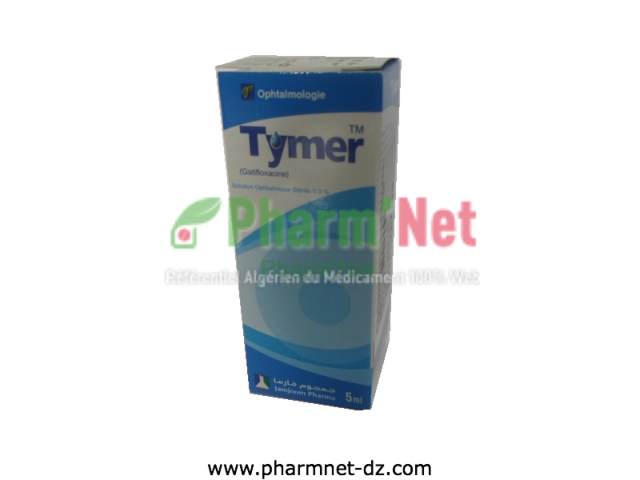 Ophtalmologie
Tymer™
(Gatifloxacine)
Solution Ophtalmique Stérile 0.3 %
Pharm'Net
Référentiel Algérien du Médicament 100% Web
جمجوم فارما
Jamjoom Pharma
5ml
www.pharmnet-dz.com